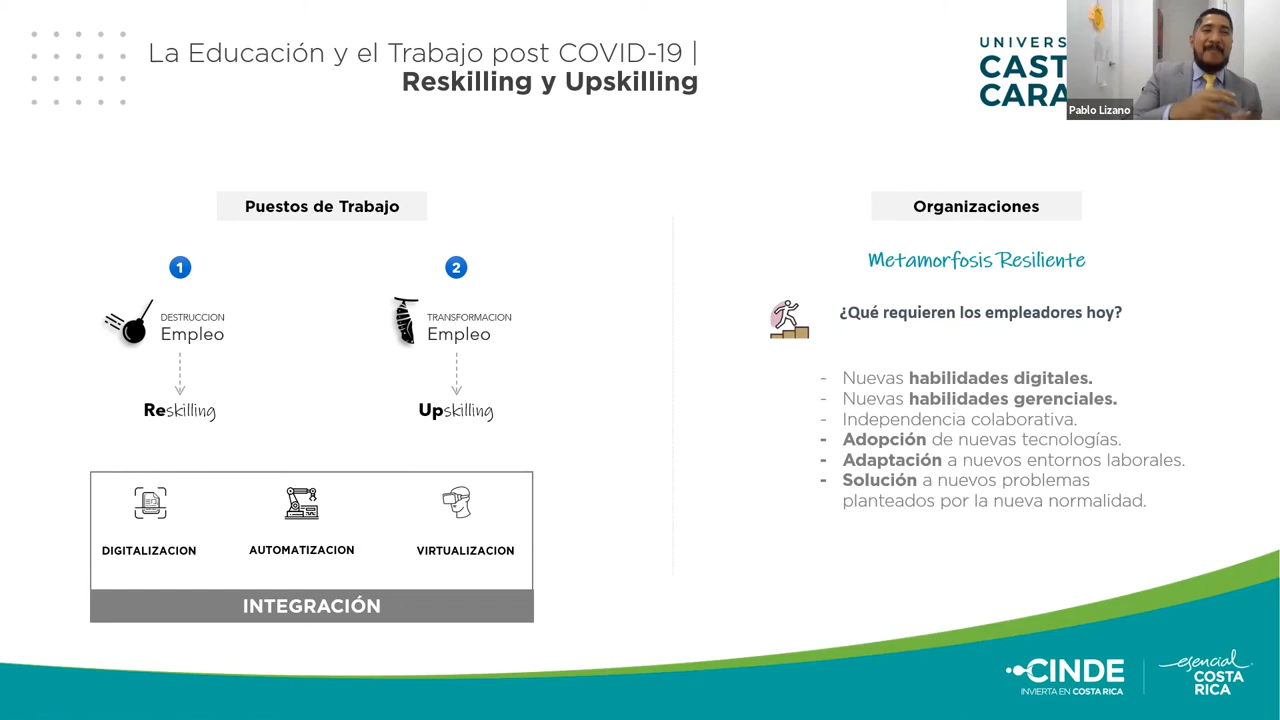 La Educación y el Trabajo post COVID-19 |
Reskilling y Upskilling
UNIVERS
CAST
CARA
Pablo Lizano
Puestos de Trabajo
1
DESTRUCCION
Empleo
Reskilling
2
TRANSFORMACION
Empleo
Upskilling
DIGITALIZACION
AUTOMATIZACION
VIRTUALIZACION
INTEGRACIÓN
Organizaciones
Metamorfosis Resiliente
¿Qué requieren los empleadores hoy?
- Nuevas habilidades digitales.
- Nuevas habilidades gerenciales.
- Independencia colaborativa.
- Adopción de nuevas tecnologías.
- Adaptación a nuevos entornos laborales.
- Solución a nuevos problemas
planteados por la nueva normalidad.
CINDE
INVIERTA EN COSTA RICA
esencial
COSTA
RICA